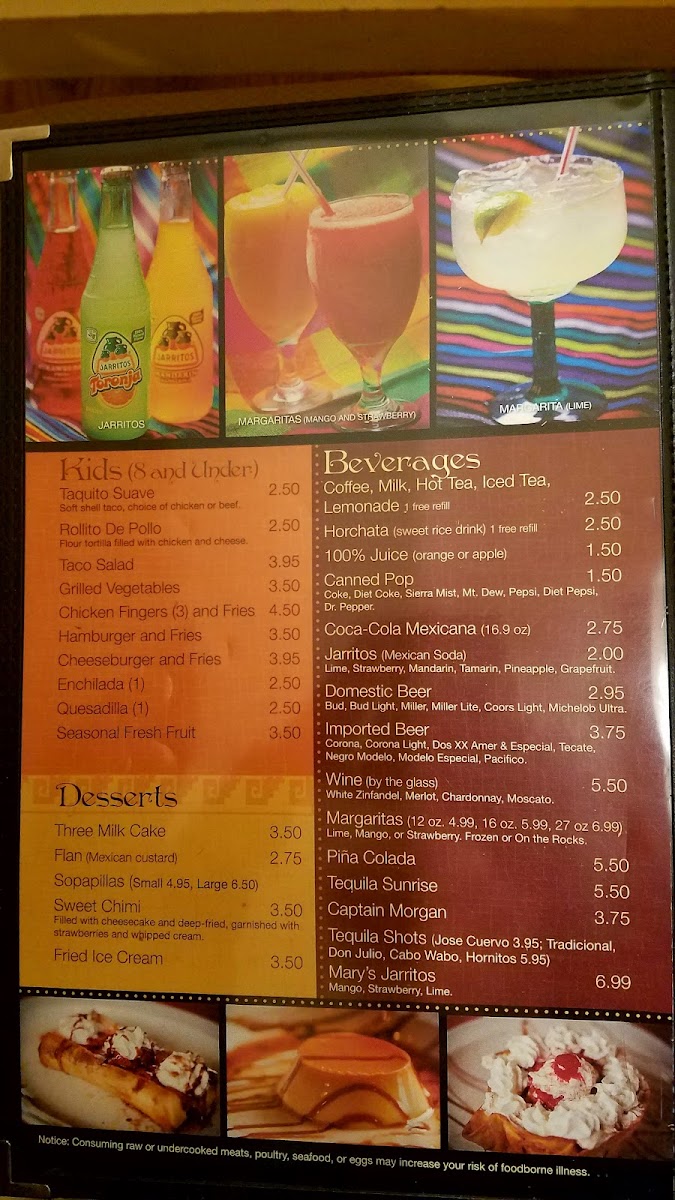 JARRITOS
JARRITOS
Toronja
JARRITOS
JARRITOS
MARGARITAS (MANGO AND STRAWBERRY)
MARGARITA (LIME)
Kids (8 and Under)
Taquito Suave 2.50
Soft shell taco, choice of chicken or beef.
Rollito De Pollo 2.50
Flour tortilla filled with chicken and cheese.
Taco Salad 3.95
Grilled Vegetables 3.50
Chicken Fingers (3) and Fries 4.50
Hamburger and Fries 3.50
Cheeseburger and Fries 3.95
Enchilada (1) 2.50
Quesadilla (1) 2.50
Seasonal Fresh Fruit 3.50
Desserts
Three Milk Cake 3.50
Flan (Mexican custard) 2.75
Sopapillas (Small 4.95, Large 6.50)
Sweet Chimi 3.50
Filled with cheesecake and deep-fried, garnished with
strawberries and whipped cream.
Fried Ice Cream 3.50
Beverages
Coffee, Milk, Hot Tea, Iced Tea,
Lemonade 1 free refill 2.50
Horchata (sweet rice drink) 1 free refill 2.50
100% Juice (orange or apple) 1.50
Canned Pop 1.50
Coke, Diet Coke, Sierra Mist, Mt. Dew, Pepsi, Diet Pepsi,
Dr. Pepper.
Coca-Cola Mexicana (16.9 oz) 2.75
Jarritos (Mexican Soda) 2.00
Lime, Strawberry, Mandarin, Tamarin, Pineapple, Grapefruit.
Domestic Beer 2.95
Bud, Bud Light, Miller, Miller Lite, Coors Light, Michelob Ultra.
Imported Beer 3.75
Corona, Corona Light, Dos XX Amer & Especial, Tecate,
Negro Modelo, Modelo Especial, Pacifico.
Wine (by the glass) 5.50
White Zinfandel, Merlot, Chardonnay, Moscato.
Margaritas (12 oz. 4.99, 16 oz. 5.99, 27 oz 6.99)
Lime, Mango, or Strawberry. Frozen or On the Rocks.
Piña Colada 5.50
Tequila Sunrise 5.50
Captain Morgan 3.75
Tequila Shots (Jose Cuervo 3.95; Tradicional,
Don Julio, Cabo Wabo, Hornitos 5.95)
Mary's Jarritos 6.99
Mango, Strawberry, Lime.
Notice: Consuming raw or undercooked meats, poultry, seafood, or eggs may increase your risk of foodborne illness.